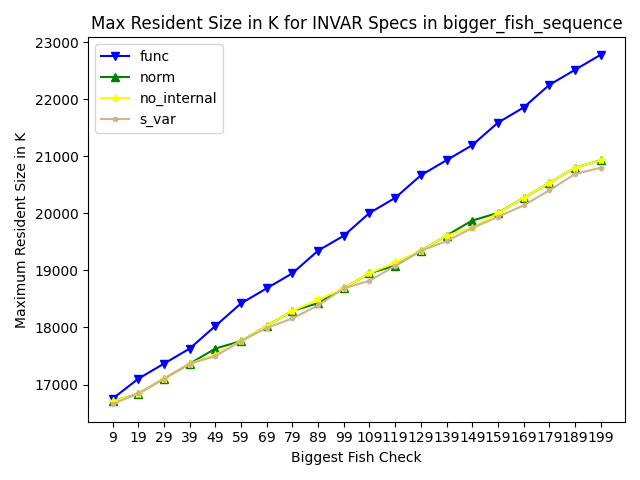 Max Resident Size in K for INVAR Specs in bigger_fish_sequence
func
norm
no_internal
s_var
Maximum Resident Size in K
23000
22000
21000
20000
19000
18000
17000
9 19 29 39 49 59 69 79 89 99 109 119 129 139 149 159 169 179 189 199
Biggest Fish Check